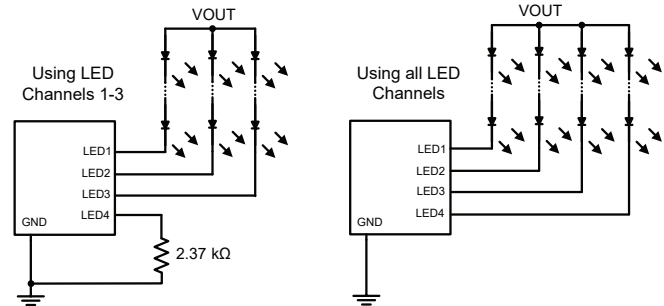 VOUT
Using LED
Channels 1-3
LED1
LED2
LED3
LED4
GND
2.37 kΩ
VOUT
Using all LED
Channels
LED1
LED2
LED3
LED4
GND